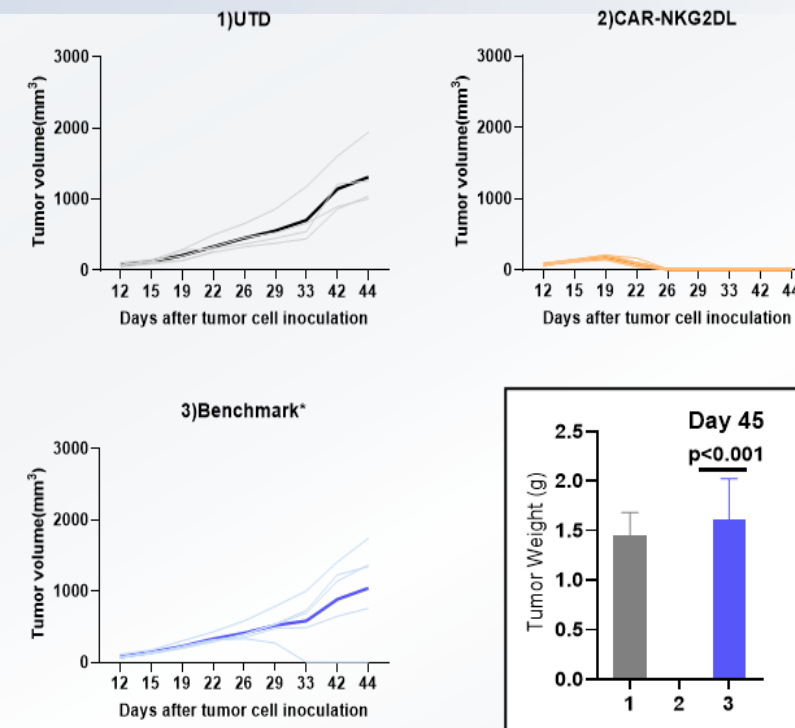 1)UTD
3000
2000
1000
0
Tumor volume(mm³)
12 15 19 22 26 29 33 42 44
Days after tumor cell inoculation
2)CAR-NKG2DL
3000
2000
1000
0
Tumor volume(mm³)
12 15 19 22 26 29 33 42 44
Days after tumor cell inoculation
3)Benchmark*
3000
2000
1000
0
Tumor volume(mm³)
12 15 19 22 26 29 33 42 44
Days after tumor cell inoculation
Day 45
p<0.001
2.5
2.0
1.5
1.0
0.5
0.0
Tumor Weight (g)
1 2 3